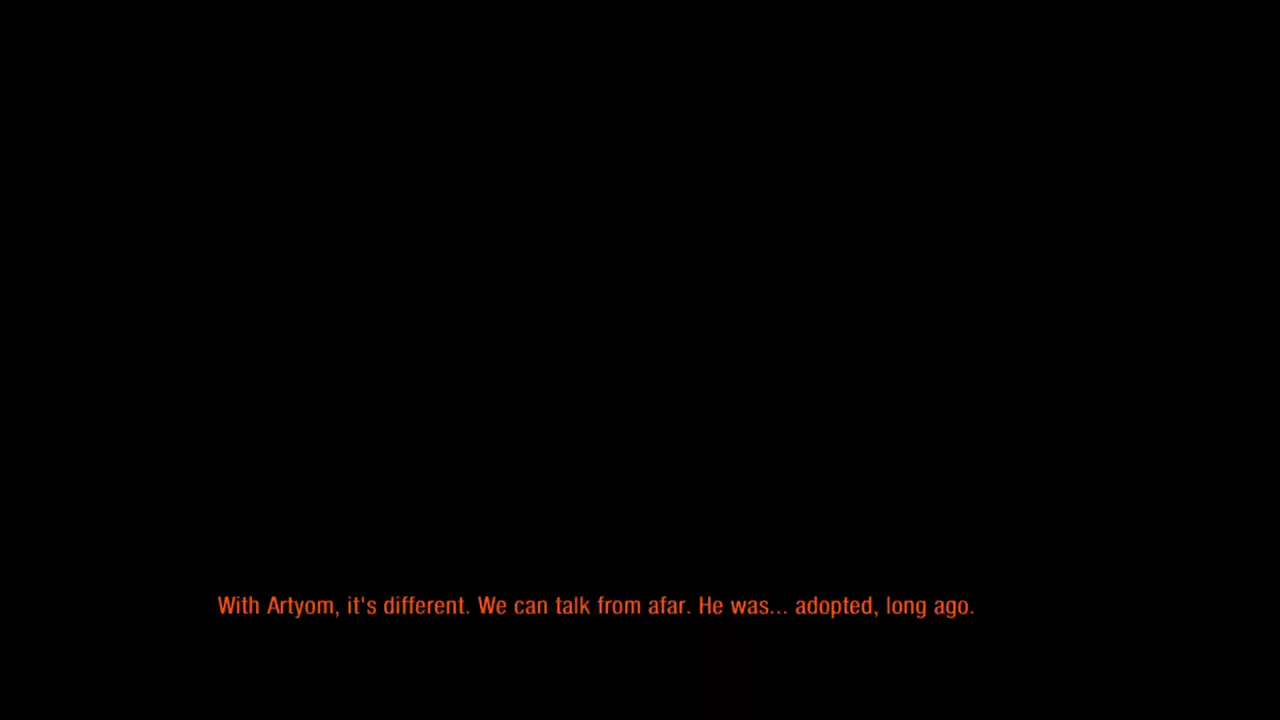 With Artyom, it's different. We can talk from afar. He was... adopted, long ago.